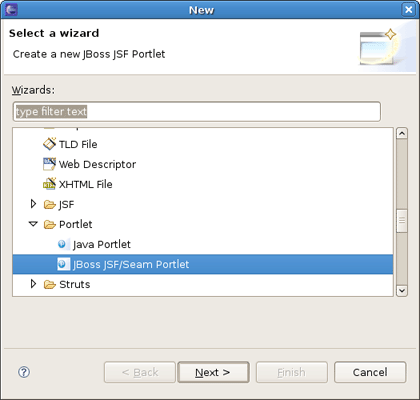 New
Select a wizard
Create a new JBoss JSF Portlet
Wizards:
type filter text
TLD File
Web Descriptor
XHTML File
JSF
Portlet
Java Portlet
JBoss JSF/Seam Portlet
Struts
< Back
Next >
Finish
Cancel